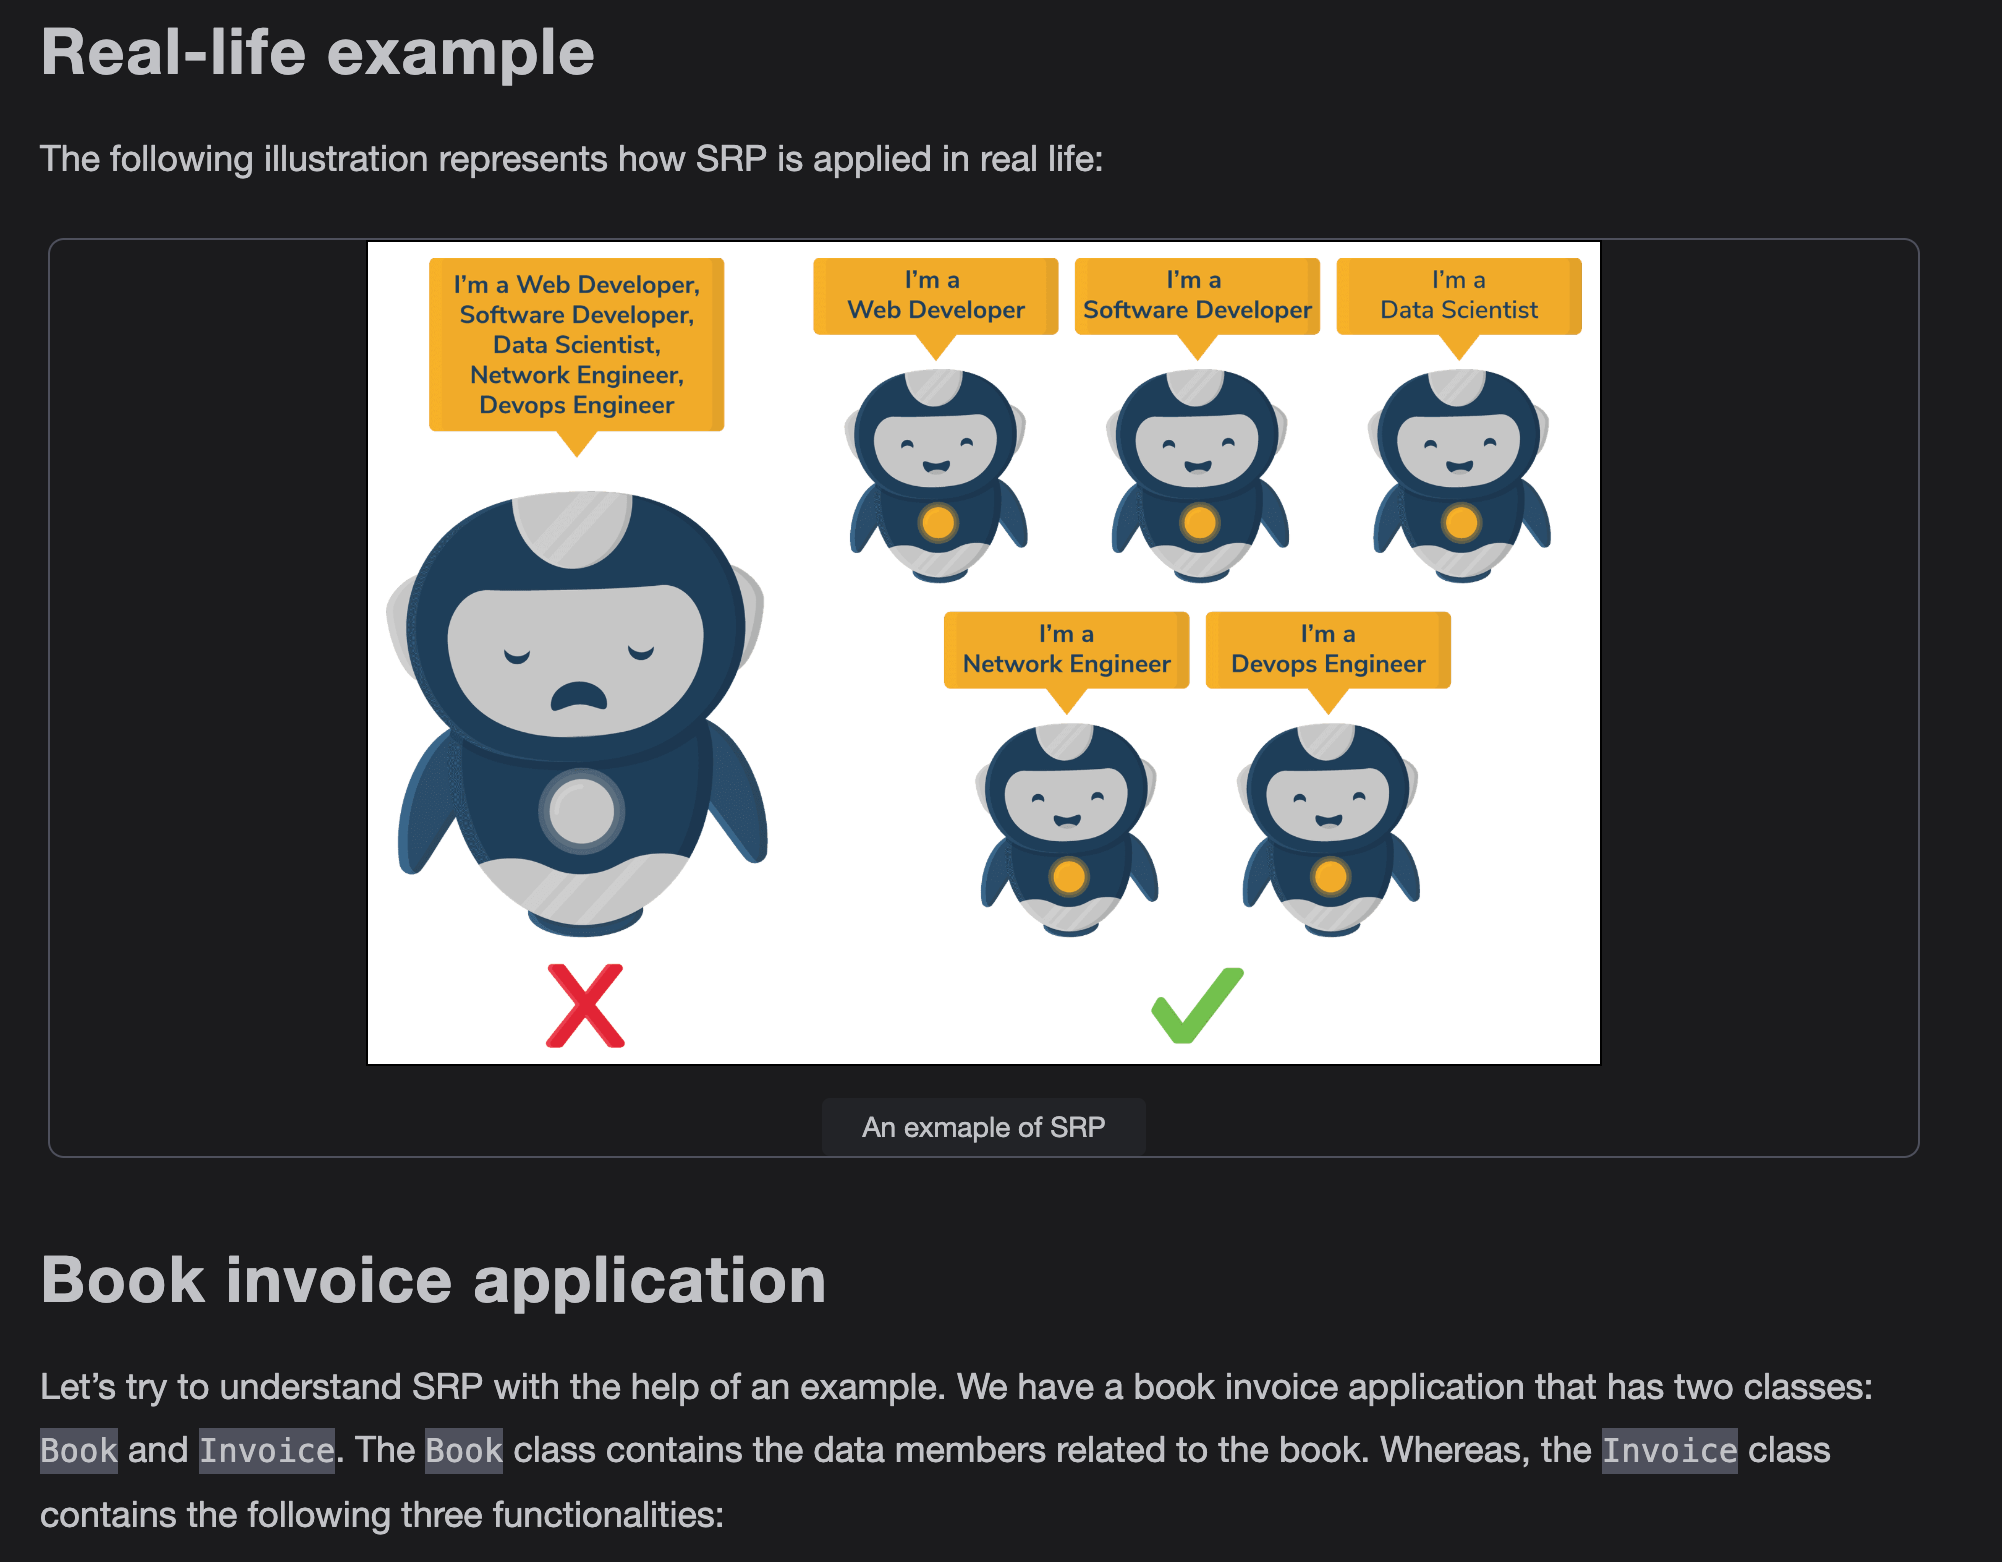 Real-life example
The following illustration represents how SRP is applied in real life:
I'm a Web Developer,
Software Developer,
Data Scientist,
Network Engineer,
Devops Engineer
I'm a
Web Developer
I'm a
Software Developer
I'm a
Data Scientist
I'm a
Network Engineer
I'm a
Devops Engineer
An exmaple of SRP
Book invoice application
Let's try to understand SRP with the help of an example. We have a book invoice application that has two classes:
Book and Invoice. The Book class contains the data members related to the book. Whereas, the Invoice class
contains the following three functionalities: